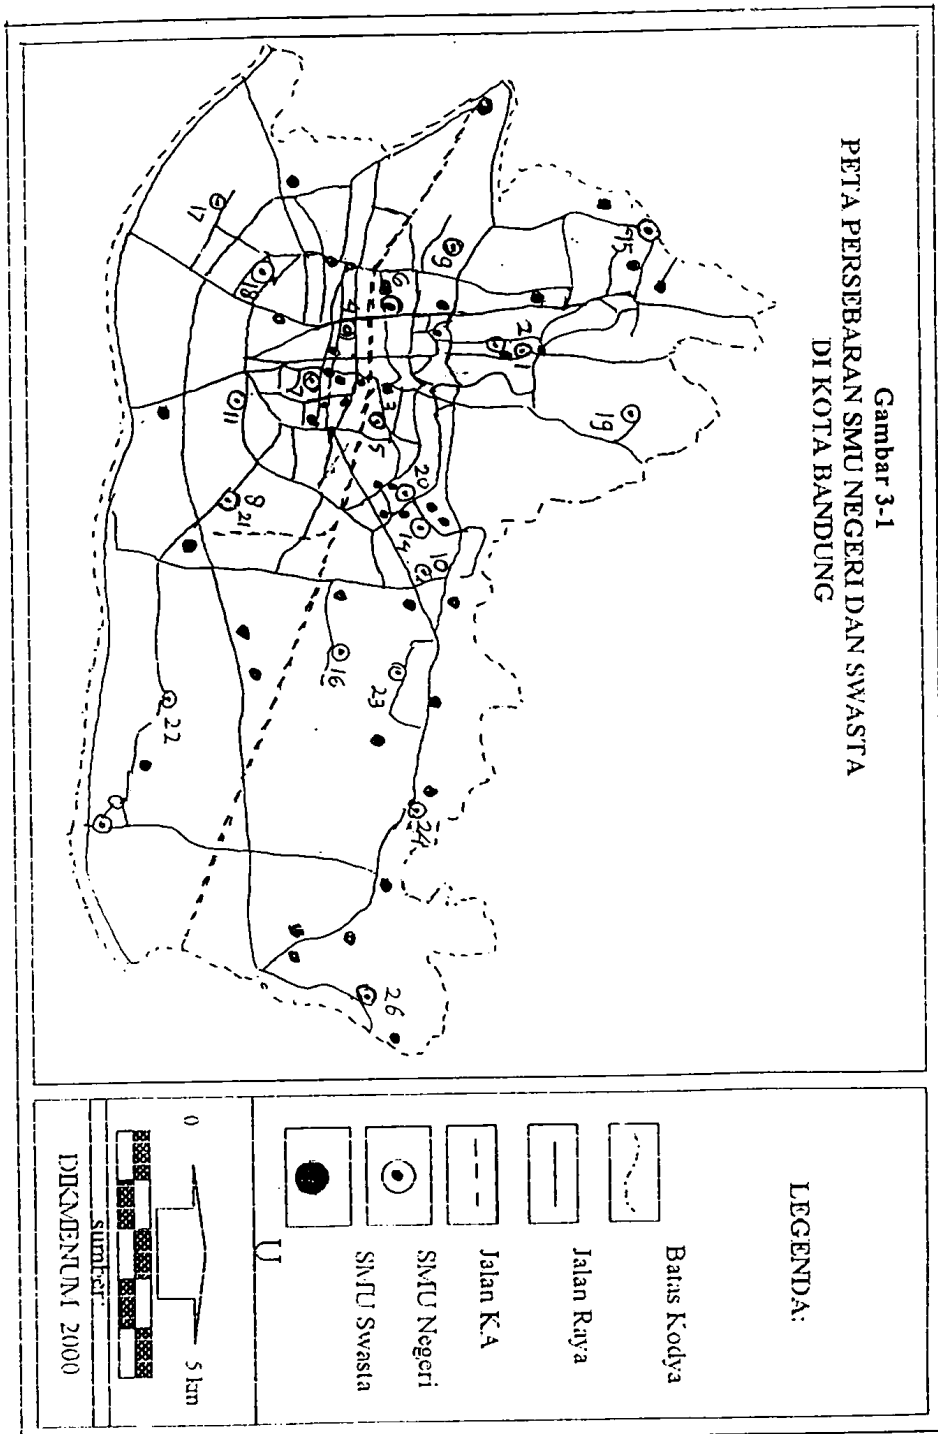 Gambar 3-1
PETA PERSEBARAN SMU NEGERI DAN SWASTA
DI KOTA BANDUNG
15
19
2
1
9
6
4
3
5
7
20
14
10
17
18
11
8
21
16
23
22
24
26
LEGENDA:
Batas Kodya
Jalan Raya
Jalan KA
SMU Negeri
SMU Swasta
U
0
5 km
sumber:
DIKMENUM 2000